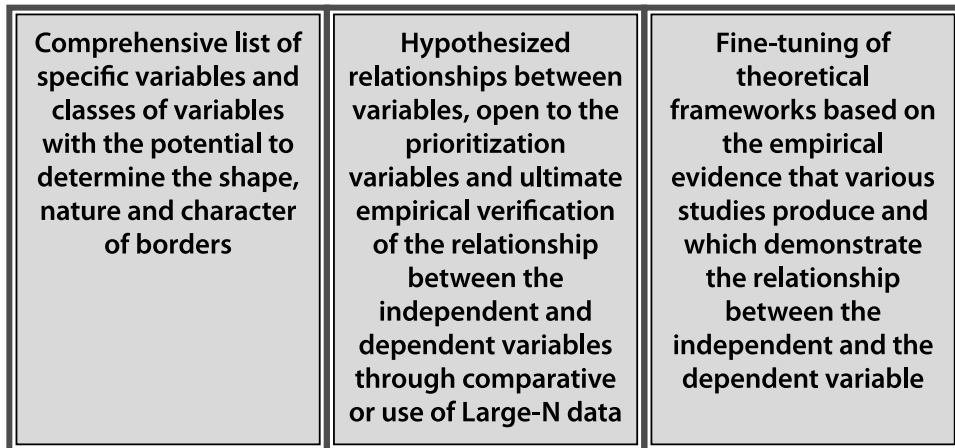 Comprehensive list of
specific variables and
classes of variables
with the potential to
determine the shape,
nature and character
of borders
Hypothesized
relationships between
variables, open to the
prioritization
variables and ultimate
empirical verification
of the relationship
between the
independent and
dependent variables
through comparative
or use of Large-N data
Fine-tuning of
theoretical
frameworks based on
the empirical
evidence that various
studies produce and
which demonstrate
the relationship
between the
independent and the
dependent variable